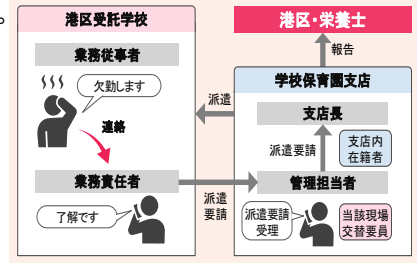 。
港区受託学校
業務従事者
欠勤します
連絡
業務責任者
了解です
派遣
派遣
要請
港区・栄養士
報告
学校保育園支店
支店長
派遣要請
支店内
在籍者
管理担当者
派遣要請
受理
当該現場
交替要員